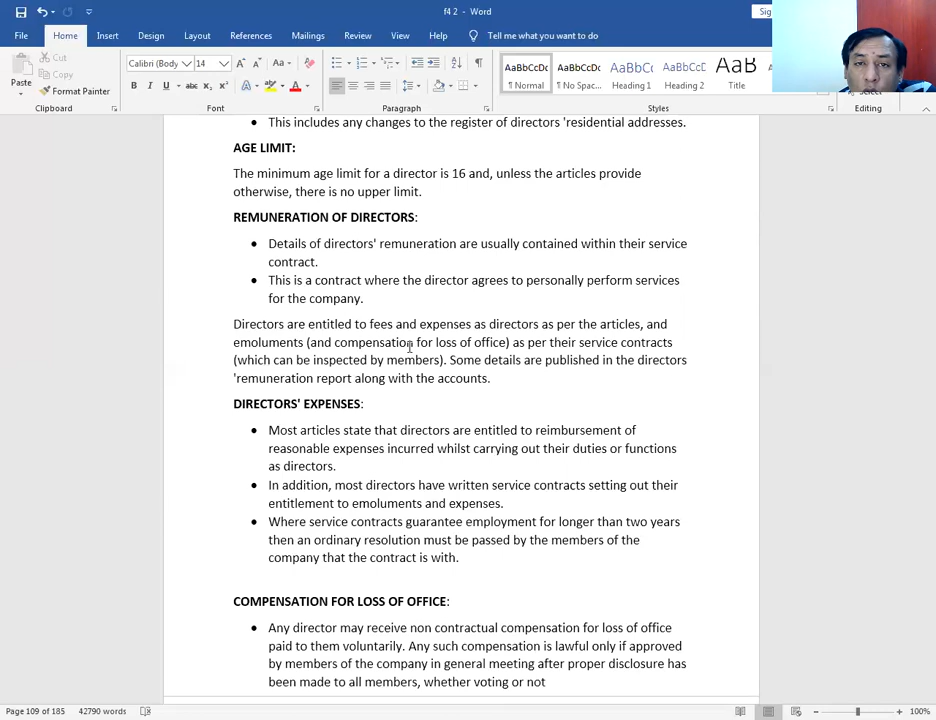 f4 2 - Word
Sig
File Home Insert Design Layout References Mailings Review View Help Tell me what you want to do
Paste
Cut
Copy
Format Painter
Calibri (Body 14
B I U abc x₂ x²
AaBbCcDc AaBbCcDc AaBbCc AaBbCcD AaB
¶ Normal ¶ No Spac... Heading 1 Heading 2 Title
Clipboard Font Paragraph Styles Editing
• This includes any changes to the register of directors 'residential addresses.
AGE LIMIT:
The minimum age limit for a director is 16 and, unless the articles provide
otherwise, there is no upper limit.
REMUNERATION OF DIRECTORS:
• Details of directors' remuneration are usually contained within their service
contract.
• This is a contract where the director agrees to personally perform services
for the company.
Directors are entitled to fees and expenses as directors as per the articles, and
emoluments (and compensation for loss of office) as per their service contracts
(which can be inspected by members). Some details are published in the directors
'remuneration report along with the accounts.
DIRECTORS' EXPENSES:
• Most articles state that directors are entitled to reimbursement of
reasonable expenses incurred whilst carrying out their duties or functions
as directors.
• In addition, most directors have written service contracts setting out their
entitlement to emoluments and expenses.
• Where service contracts guarantee employment for longer than two years
then an ordinary resolution must be passed by the members of the
company that the contract is with.
COMPENSATION FOR LOSS OF OFFICE:
• Any director may receive non contractual compensation for loss of office
paid to them voluntarily. Any such compensation is lawful only if approved
by members of the company in general meeting after proper disclosure has
been made to all members, whether voting or not
Page 109 of 185 42790 words 100%